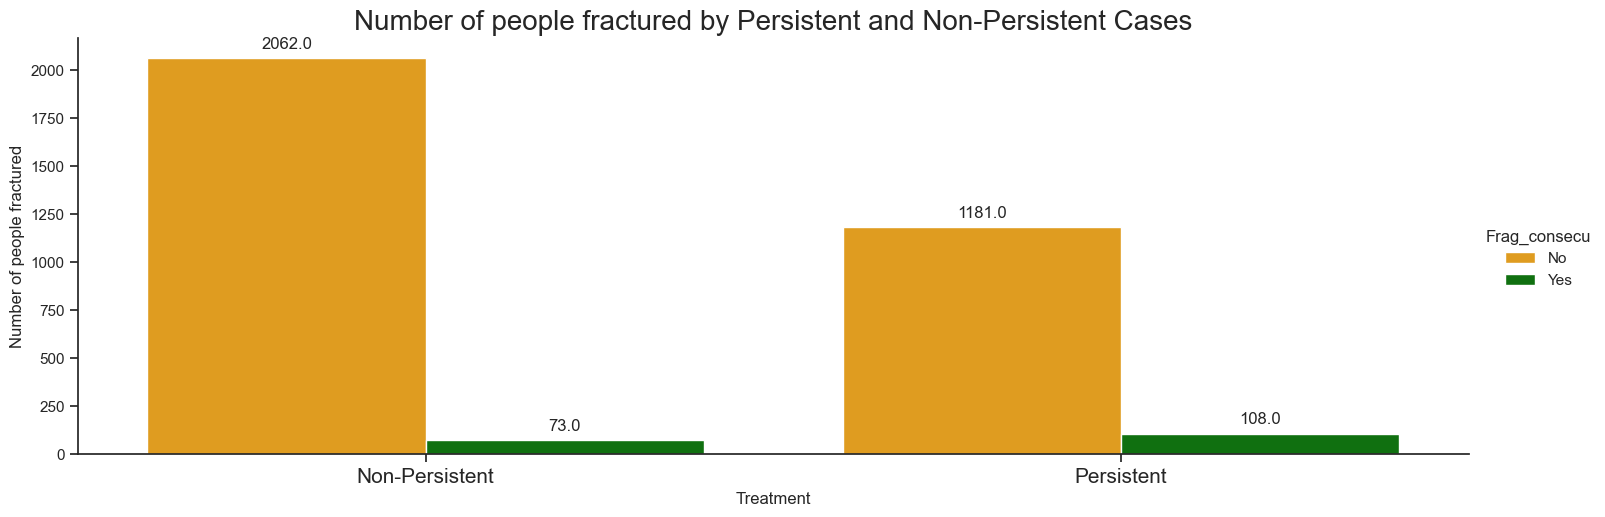 Number of people fractured by Persistent and Non-Persistent Cases
Number of people fractured
2000
1750
1500
1250
1000
750
500
250
0
2062.0
73.0
1181.0
108.0
Non-Persistent
Persistent
Treatment
Frag_consecu
No
Yes